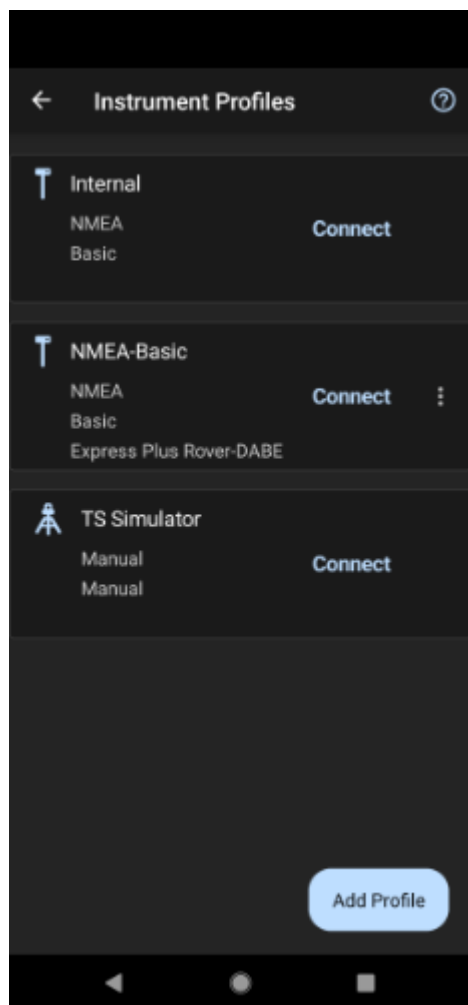 Instrument Profiles
Internal
NMEA
Connect
Basic
NMEA-Basic
NMEA
Connect
Basic
Express Plus Rover-DABE
TS Simulator
Manual
Connect
Manual
Add Profile